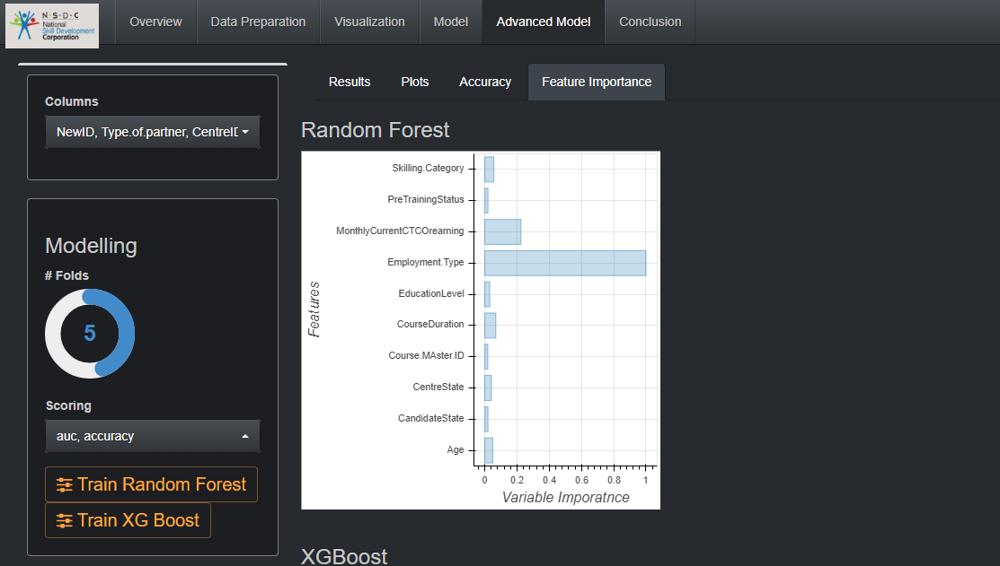 N·S·D·C
National
Skill Development
Corporation
Overview
Data Preparation
Visualization
Model
Advanced Model
Conclusion
Columns
NewID, Type.of.partner, CentreID
Modelling
# Folds
5
Scoring
auc, accuracy
Train Random Forest
Train XG Boost
Results
Plots
Accuracy
Feature Importance
Random Forest
Features
Skilling.Category
PreTrainingStatus
MonthlyCurrentCTCOrearning
Employment.Type
EducationLevel
CourseDuration
Course.MAster.ID
CentreState
CandidateState
Age
0 0.2 0.4 0.6 0.8 1
Variable Imporatnce
XGBoost